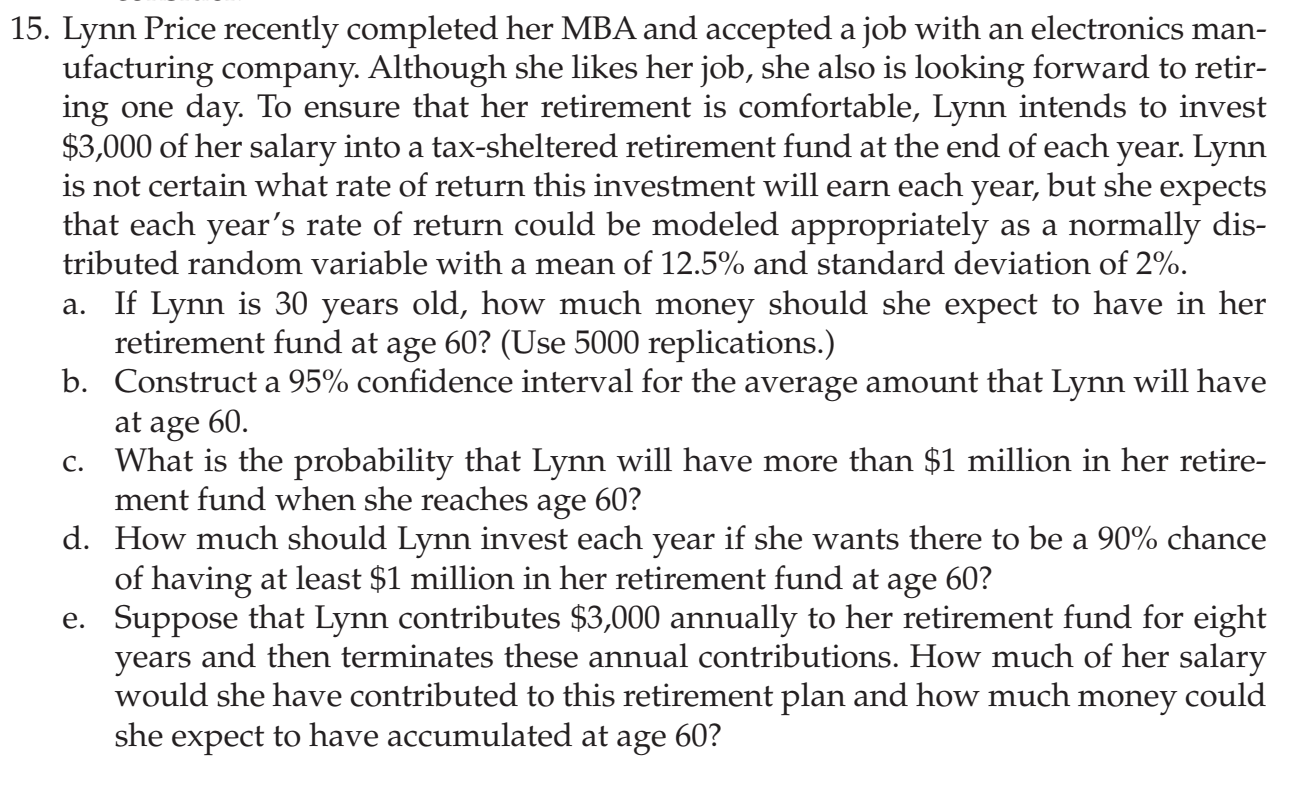 15. Lynn Price recently completed her MBA and accepted a job with an electronics man-
ufacturing company. Although she likes her job, she also is looking forward to retir-
ing one day. To ensure that her retirement is comfortable, Lynn intends to invest
$3,000 of her salary into a tax-sheltered retirement fund at the end of each year. Lynn
is not certain what rate of return this investment will earn each year, but she expects
that each year's rate of return could be modeled appropriately as a normally dis-
tributed random variable with a mean of 12.5% and standard deviation of 2%.
a. If Lynn is 30 years old, how much money should she expect to have in her
retirement fund at age 60? (Use 5000 replications.)
b. Construct a 95% confidence interval for the average amount that Lynn will have
at age 60.
c. What is the probability that Lynn will have more than $1 million in her retire-
ment fund when she reaches age 60?
d. How much should Lynn invest each year if she wants there to be a 90% chance
of having at least $1 million in her retirement fund at age 60?
e. Suppose that Lynn contributes $3,000 annually to her retirement fund for eight
years and then terminates these annual contributions. How much of her salary
would she have contributed to this retirement plan and how much money could
she expect to have accumulated at age 60?